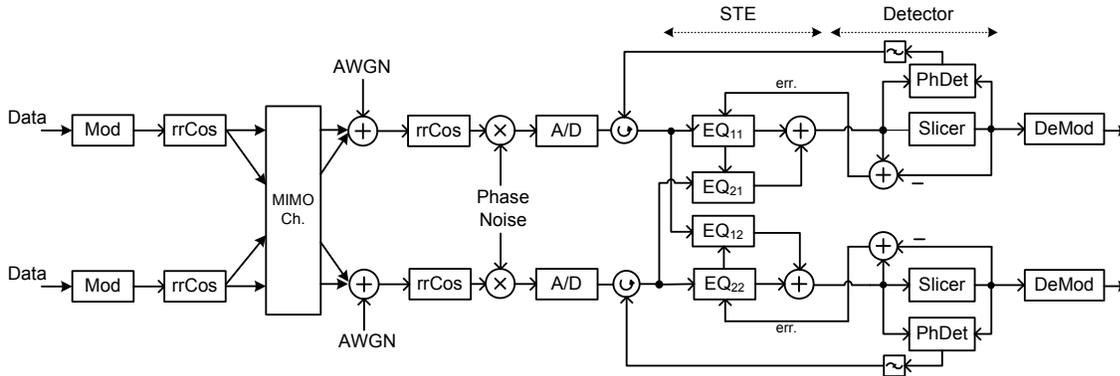 STE
Detector
AWGN
err.
PhDet
Data
Mod
rrCos
rrCos
A/D
EQ11
Slicer
DeMod
EQ21
MIMO
Ch.
Phase
Noise
EQ12
Data
Mod
rrCos
rrCos
A/D
EQ22
Slicer
DeMod
AWGN
err.
PhDet